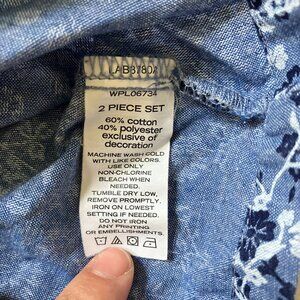 AB3780A
WPL06734
2 PIECE SET
60% cotton
40% polyester
exclusive of
decoration
MACHINE WASH COLD
WITH LIKE COLORS.
USE ONLY
NON-CHLORINE
BLEACH WHEN
NEEDED.
TUMBLE DRY LOW,
REMOVE PROMPTLY.
IRON ON LOWEST
SETTING IF NEEDED.
DO NOT IRON
ANY PRINTING
OR EMBELLISHMENTS.